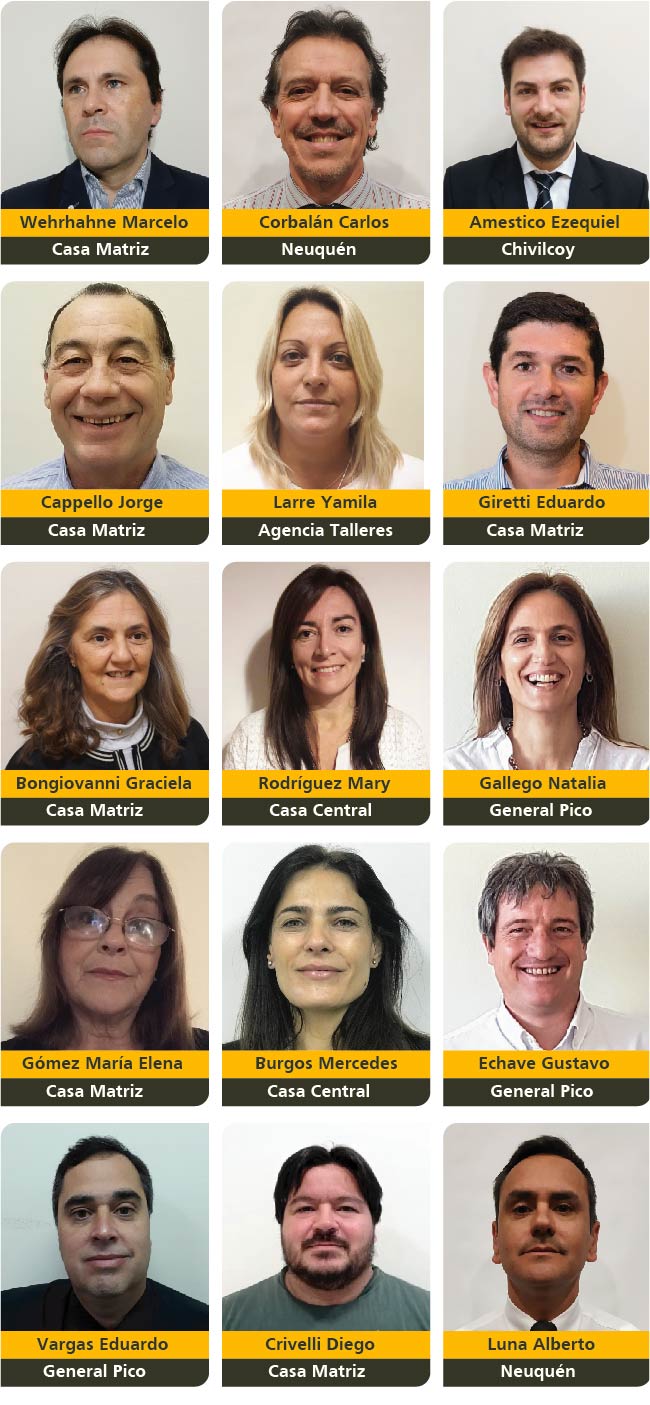 Wehrhahne Marcelo
Casa Matriz
Corbalán Carlos
Neuquén
Amestico Ezequiel
Chivilcoy
Cappello Jorge
Casa Matriz
Larre Yamila
Agencia Talleres
Giretti Eduardo
Casa Matriz
Bongiovanni Graciela
Casa Matriz
Rodríguez Mary
Casa Central
Gallego Natalia
General Pico
Gómez María Elena
Casa Matriz
Burgos Mercedes
Casa Central
Echave Gustavo
General Pico
Vargas Eduardo
General Pico
Crivelli Diego
Casa Matriz
Luna Alberto
Neuquén